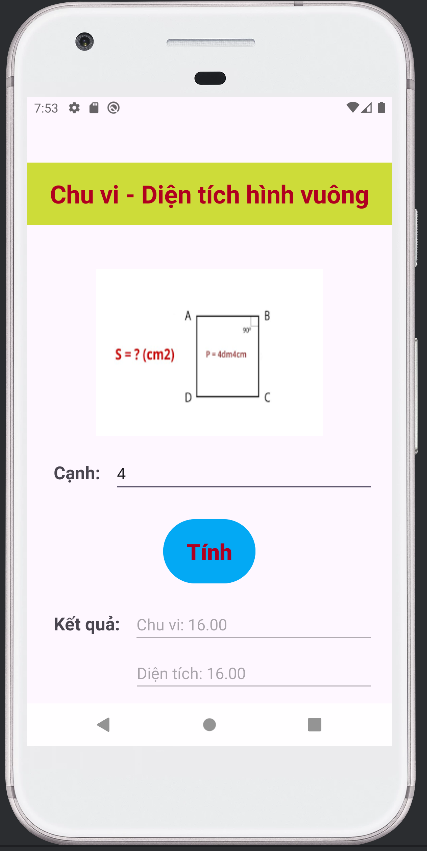 7:53
Chu vi - Diện tích hình vuông
A B
90°
S = ? (cm2) P = 4dm4cm
D C
Cạnh: 4
Tính
Kết quả: Chu vi: 16.00
Diện tích: 16.00